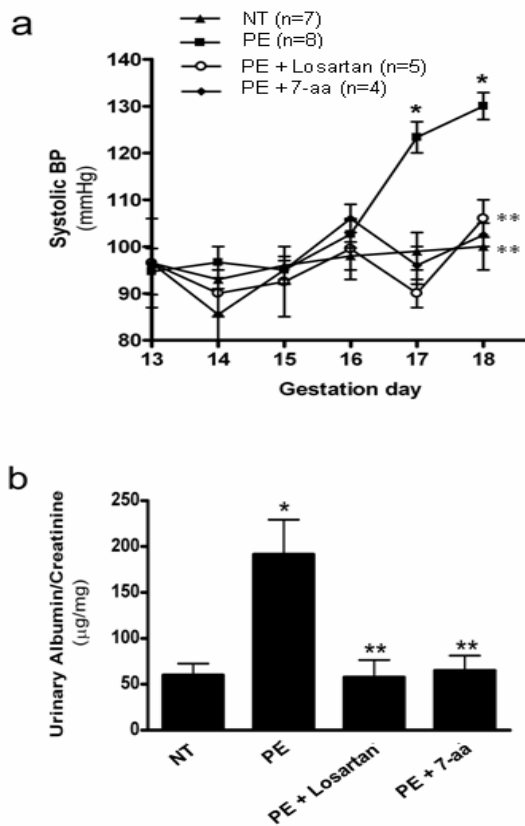 a
NT (n=7)
PE (n=8)
PE + Losartan (n=5)
PE + 7-aa (n=4)
Systolic BP
(mmHg)
140
130
120
110
100
90
80
* *
**
**
13 14 15 16 17 18
Gestation day
b
Urinary Albumin/Creatinine
(µg/mg)
250
200
150
100
50
0
*
** **
NT PE PE + Losartan PE + 7-aa